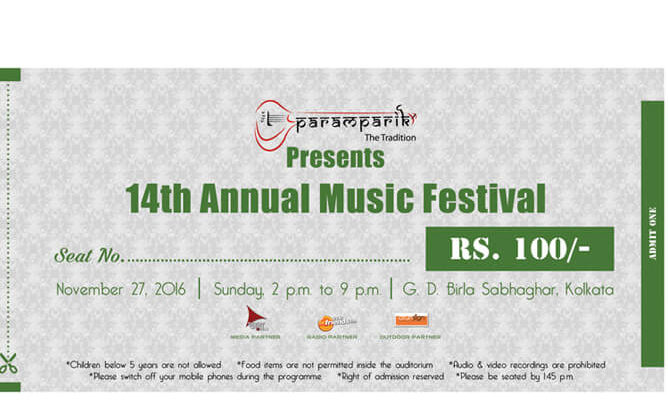 paramparik
The Tradition
Presents
14th Annual Music Festival
Seat No. RS. 100/-
November 27, 2016 | Sunday, 2 p.m. to 9 p.m. | G. D. Birla Sabhaghar, Kolkata
MEDIA PARTNER RADIO PARTNER OUTDOOR PARTNER
*Children below 5 years are not allowed *Food items are not permitted inside the auditorium *Audio & video recordings are prohibited
*Please switch off your mobile phones during the programme *Right of admission reserved *Please be seated by 1.45 p.m.
ADMIT ONE